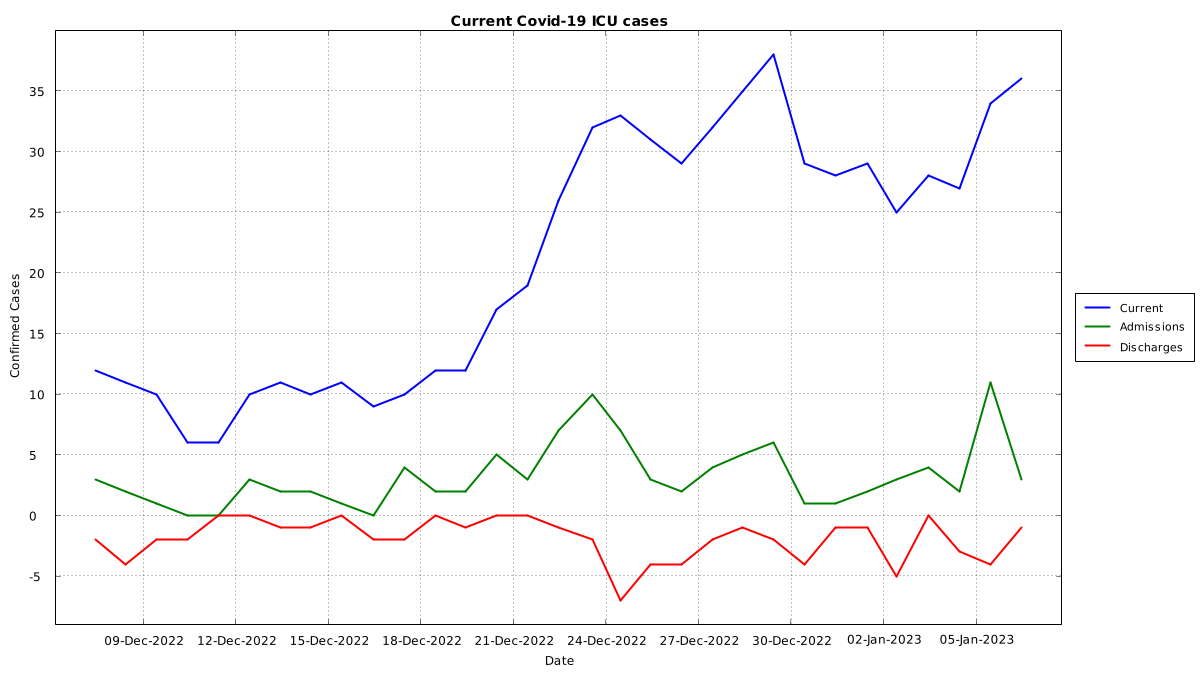 Current Covid-19 ICU cases
35
30
25
20
15
10
5
0
-5
Confirmed Cases
09-Dec-2022 12-Dec-2022 15-Dec-2022 18-Dec-2022 21-Dec-2022 24-Dec-2022 27-Dec-2022 30-Dec-2022 02-Jan-2023 05-Jan-2023
Date
Current
Admissions
Discharges